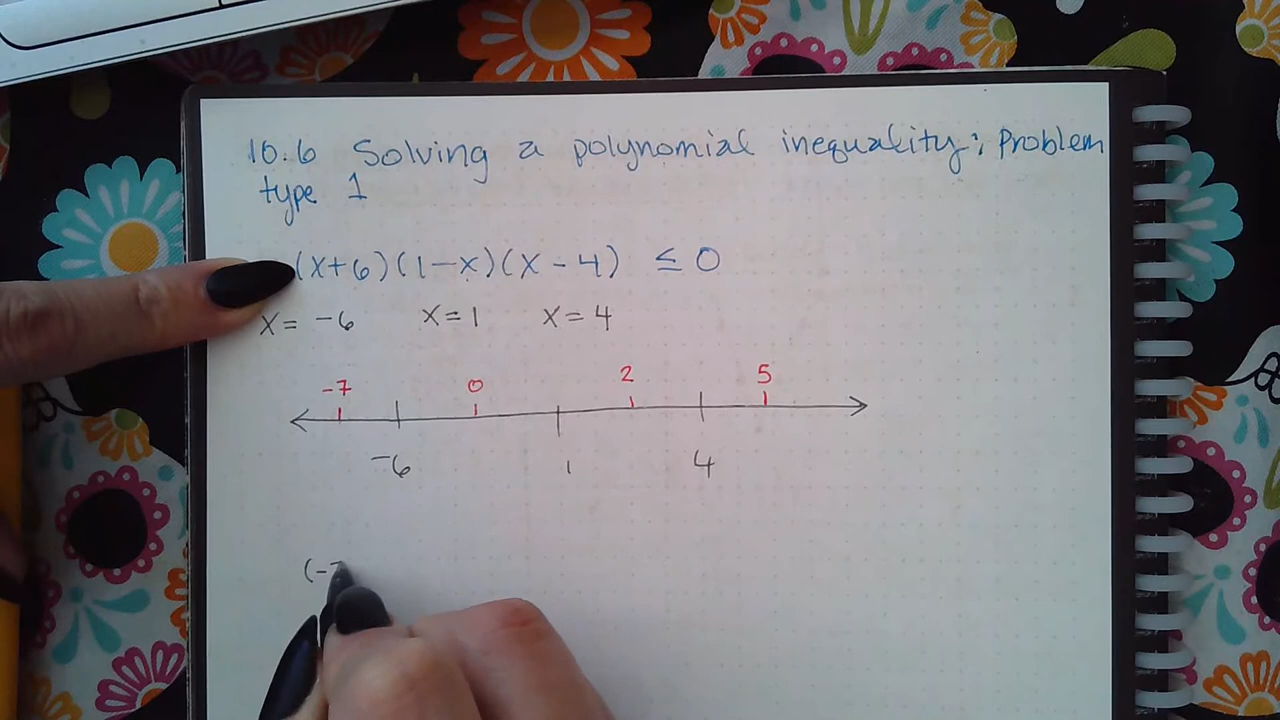 10.6 Solving a polynomial inequality: Problem
type 1
(x+6)(1-x)(x-4) ≤ 0
x = -6 x=1 x=4
-7 0 2 5
-6 1 4
(-7